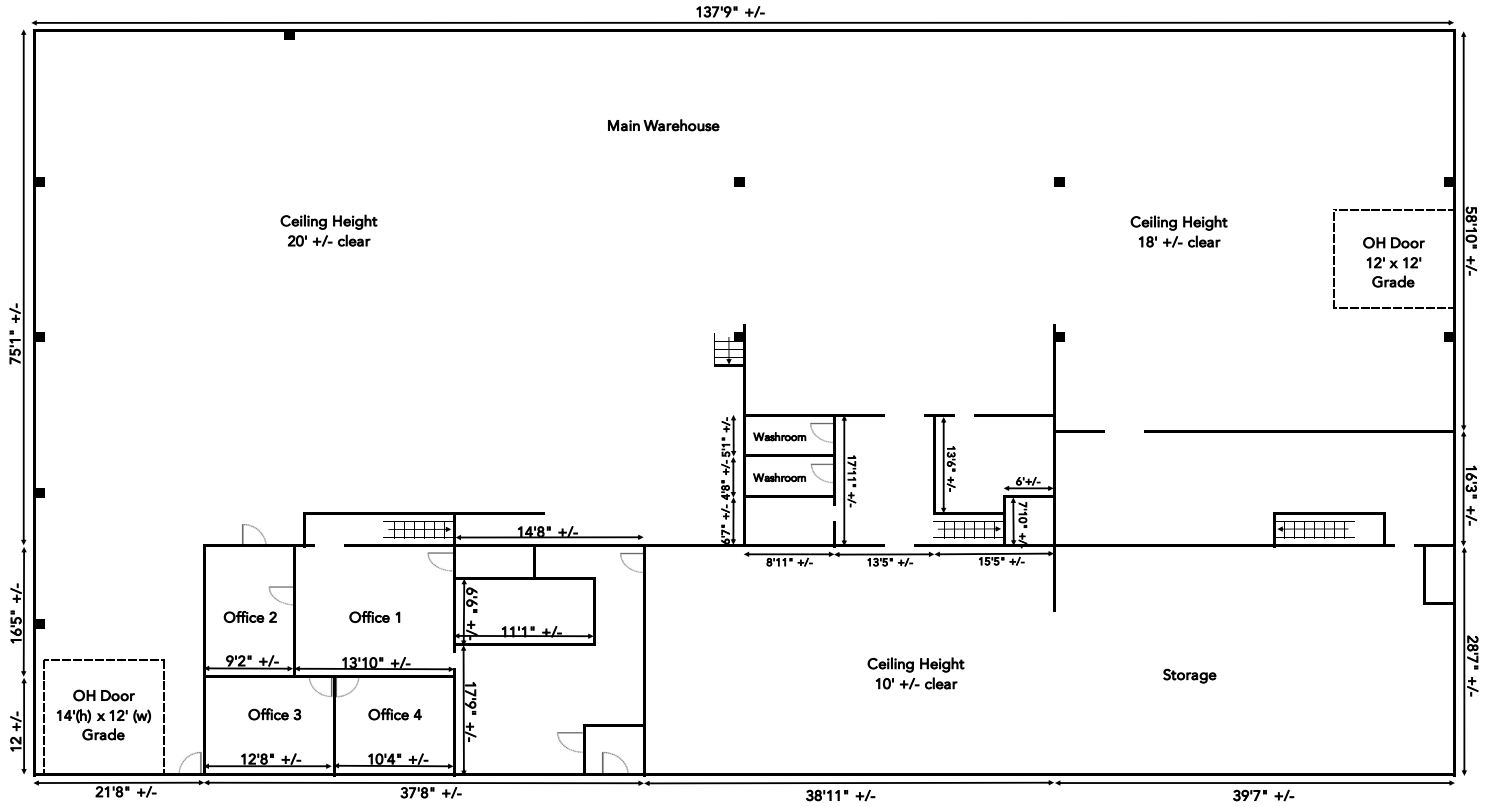 137'9" +/-
Main Warehouse
Ceiling Height
20' +/- clear
Ceiling Height
18' +/- clear
OH Door
12' x 12'
Grade
58'10" +/-
75'1" +/-
Washroom
Washroom
5'1" +/-
4'8" +/-
6'7" +/-
17'11" +/-
13'6" +/-
6'+/-
7'10" +/-
16'3" +/-
14'8" +/-
8'11" +/-
13'5" +/-
15'5" +/-
16'5" +/-
Office 2
Office 1
6'6" +/-
11'1" +/-
9'2" +/-
13'10" +/-
Ceiling Height
10' +/- clear
Storage
28'7" +/-
OH Door
14'(h) x 12' (w)
Grade
12 +/-
Office 3
Office 4
17'9" +/-
12'8" +/-
10'4" +/-
21'8" +/-
37'8" +/-
38'11" +/-
39'7" +/-